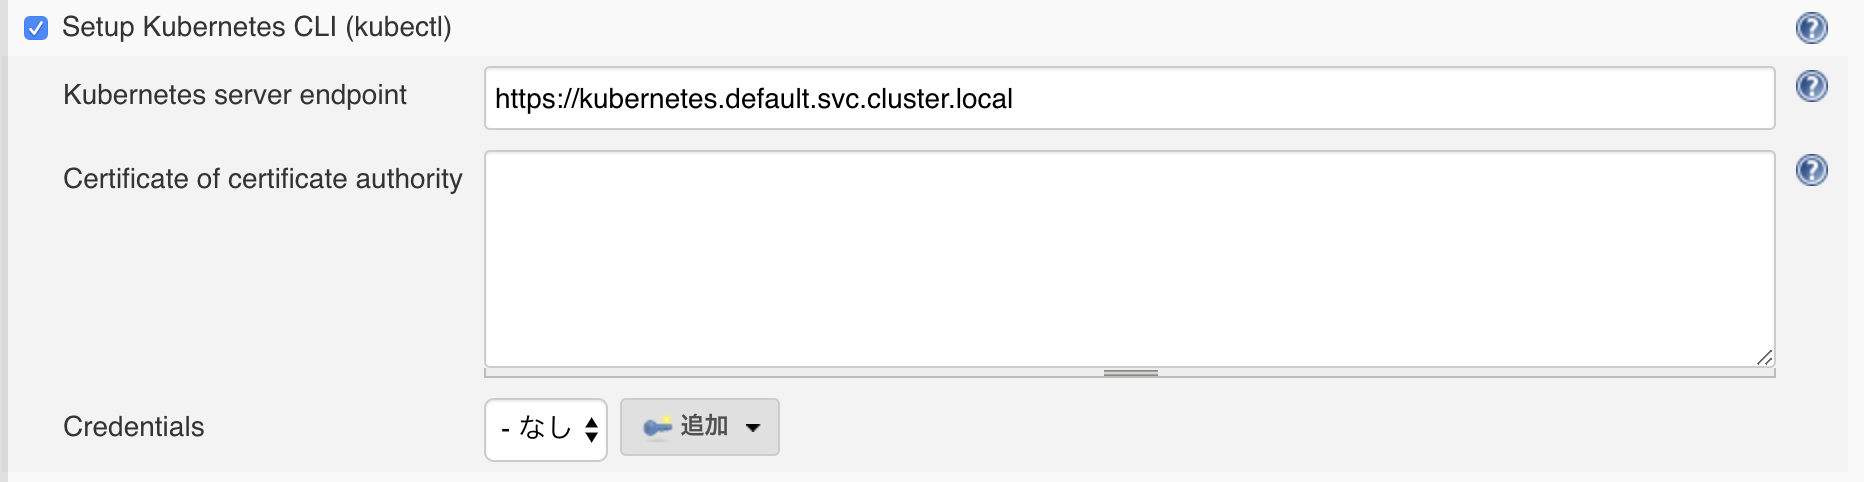 Setup Kubernetes CLI (kubectl)
Kubernetes server endpoint
https://kubernetes.default.svc.cluster.local
Certificate of certificate authority
Credentials
- なし
追加